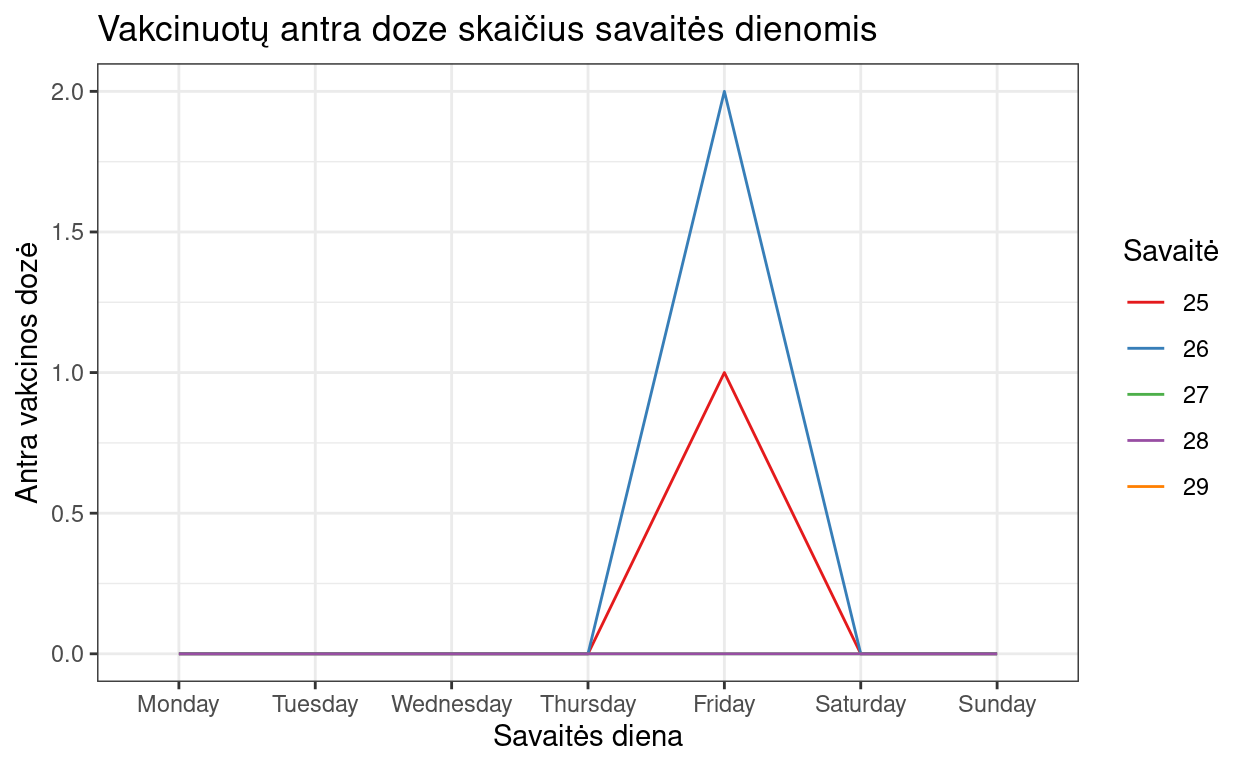 Vakcinuotų antra doze skaičius savaitės dienomis
2.0
1.5
1.0
0.5
0.0
Antra vakcinos dozė
Monday Tuesday Wednesday Thursday Friday Saturday Sunday
Savaitės diena
Savaitė
25
26
27
28
29